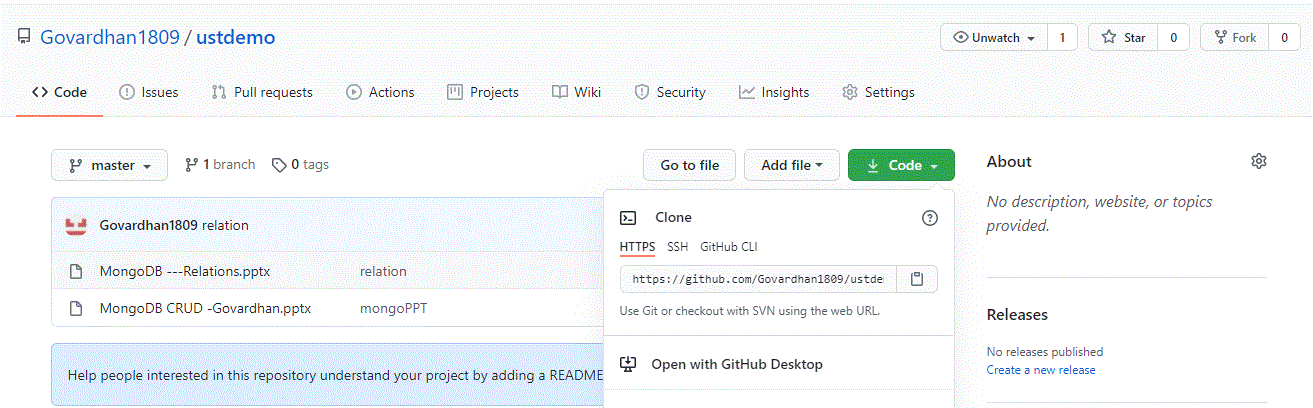 Govardhan1809 / ustdemo
Unwatch 1 Star 0 Fork 0
Code Issues Pull requests Actions Projects Wiki Security Insights Settings
master 1 branch 0 tags
Go to file Add file Code
Govardhan1809 relation
MongoDB ---Relations.pptx relation
MongoDB CRUD -Govardhan.pptx mongoPPT
Help people interested in this repository understand your project by adding a README
Clone
HTTPS SSH GitHub CLI
https://github.com/Govardhan1809/ustde
Use Git or checkout with SVN using the web URL.
Open with GitHub Desktop
About
No description, website, or topics
provided.
Releases
No releases published
Create a new release